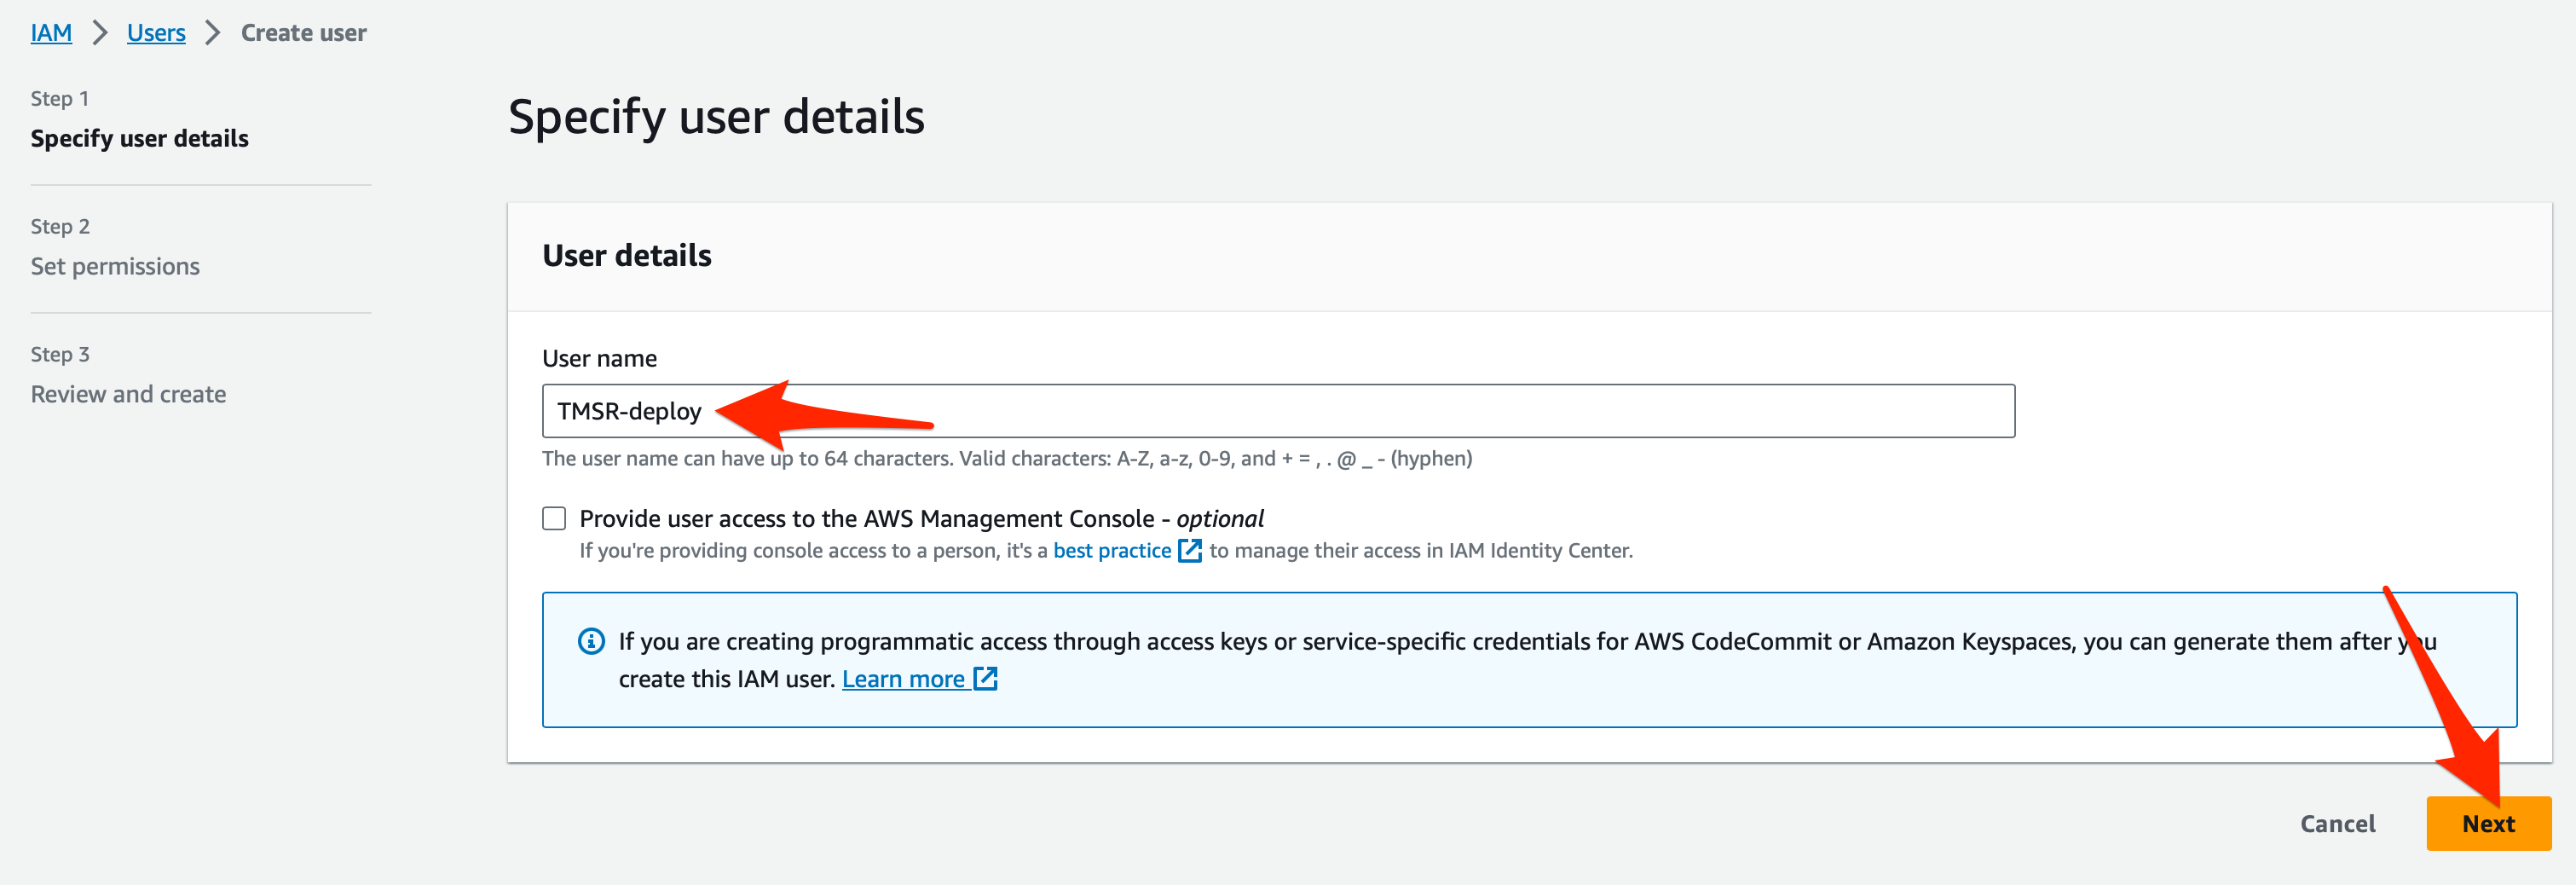 IAM > Users > Create user
Step 1
Specify user details
Step 2
Set permissions
Step 3
Review and create
Specify user details
User details
User name
TMSR-deploy
The user name can have up to 64 characters. Valid characters: A-Z, a-z, 0-9, and + = , . @ _ - (hyphen)
Provide user access to the AWS Management Console - optional
If you're providing console access to a person, it's a best practice to manage their access in IAM Identity Center.
If you are creating programmatic access through access keys or service-specific credentials for AWS CodeCommit or Amazon Keyspaces, you can generate them after you
create this IAM user. Learn more
Cancel
Next